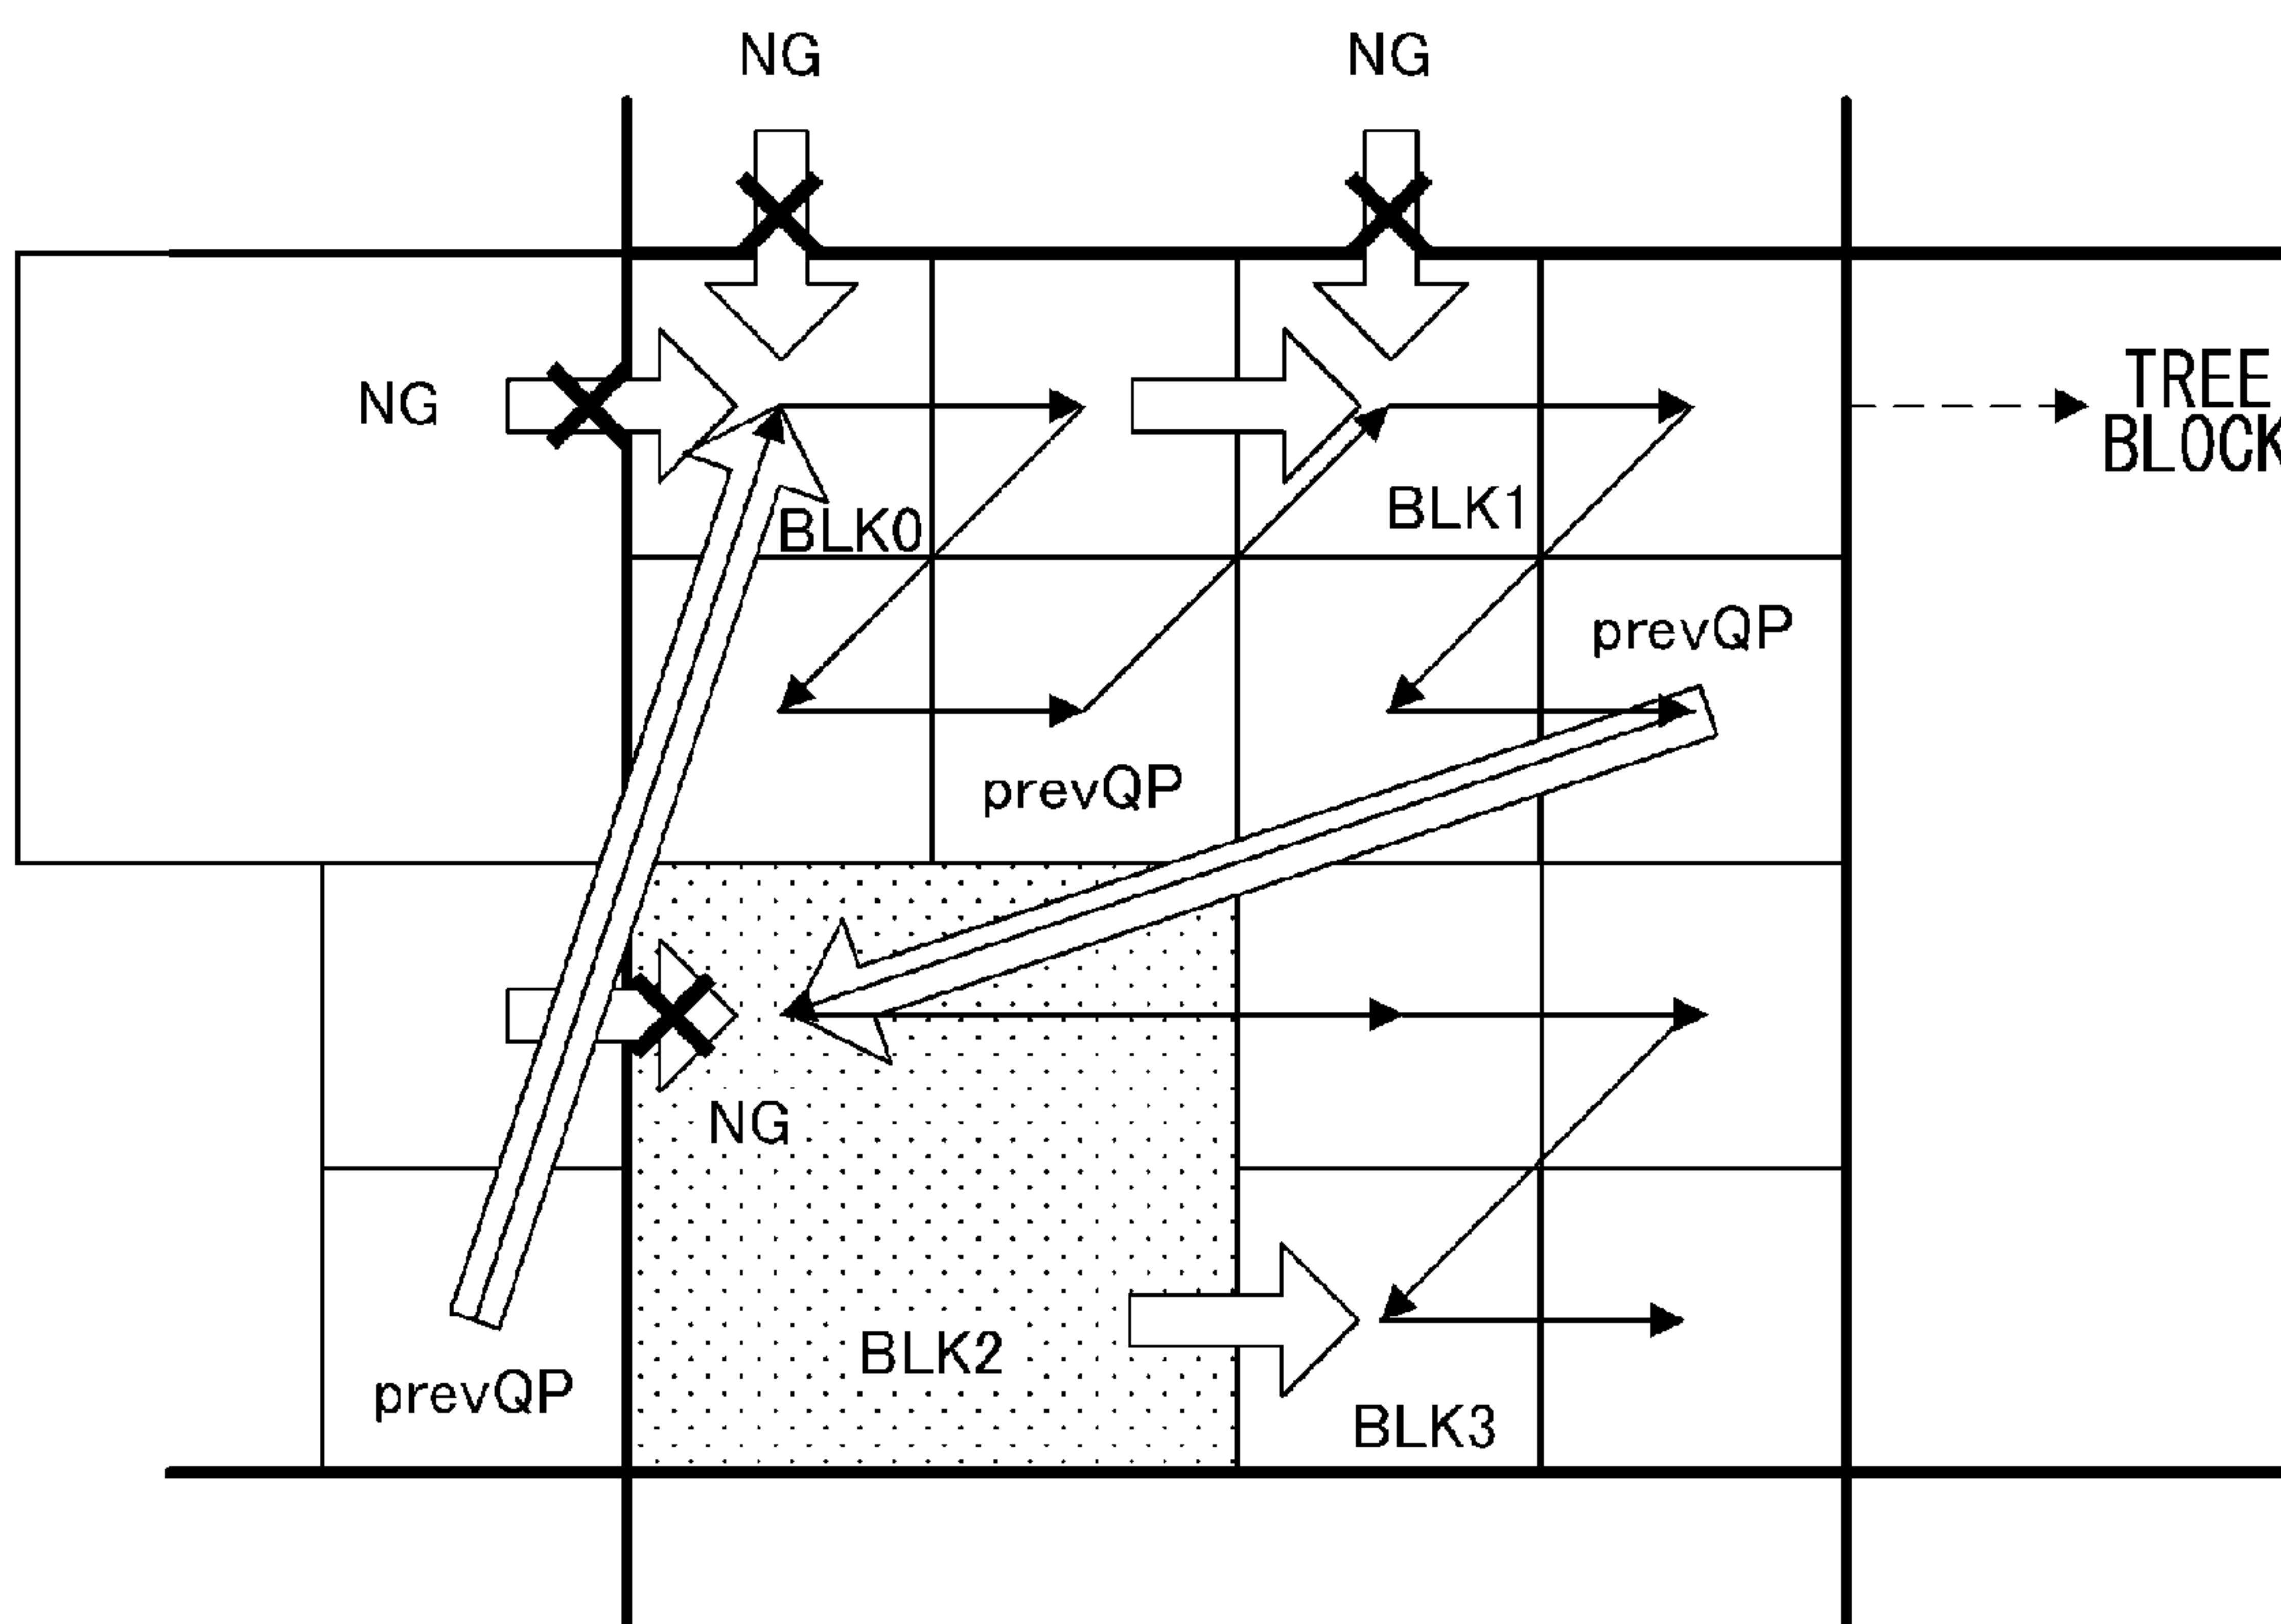 NG
NG
NG
TREE
BLOCK
BLK0
BLK1
prevQP
prevQP
NG
BLK2
prevQP
BLK3